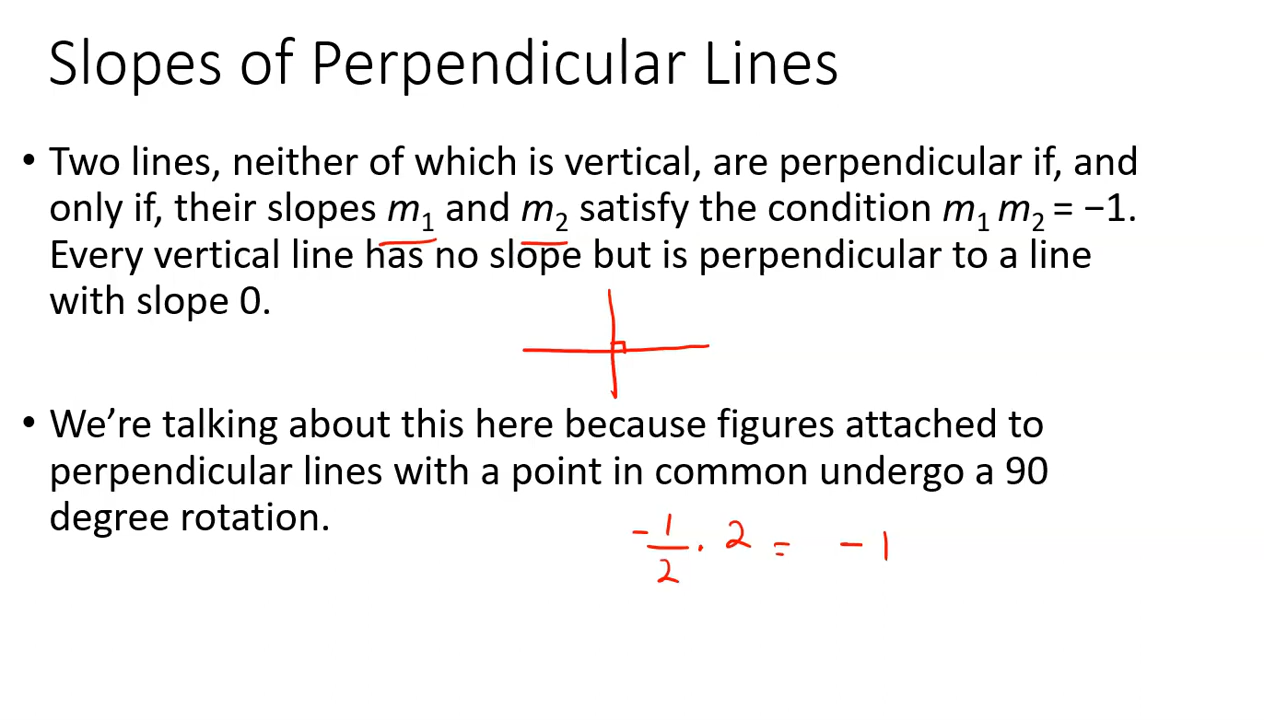 Slopes of Perpendicular Lines
• Two lines, neither of which is vertical, are perpendicular if, and
only if, their slopes m₁ and m₂ satisfy the condition m₁ m₂ = −1.
Every vertical line has no slope but is perpendicular to a line
with slope 0.
• We’re talking about this here because figures attached to
perpendicular lines with a point in common undergo a 90
degree rotation.
-1/2 · 2 = -1